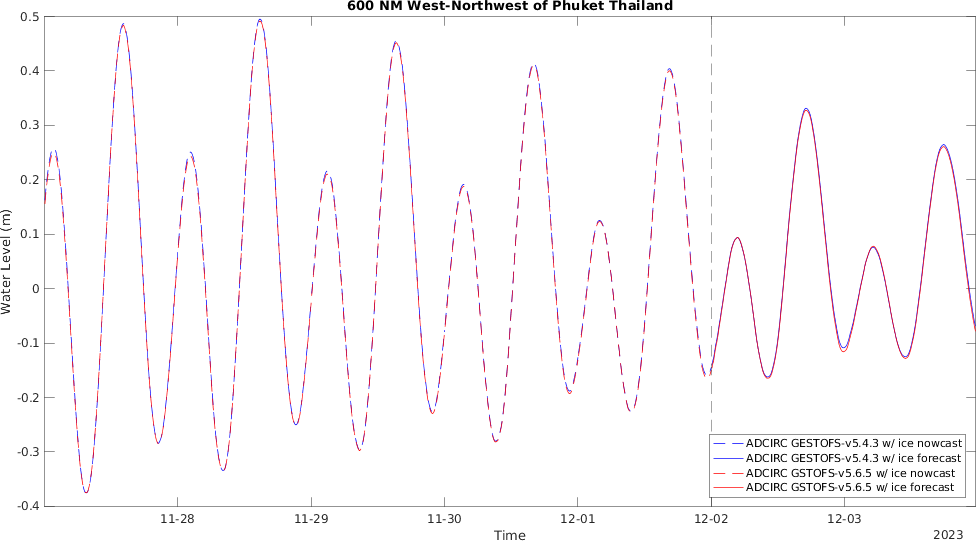 600 NM West-Northwest of Phuket Thailand
0.5
0.4
0.3
0.2
0.1
0
-0.1
-0.2
-0.3
-0.4
Water Level (m)
11-28 11-29 11-30 12-01 12-02 12-03
Time
2023
ADCIRC GESTOFS-v5.4.3 w/ ice nowcast
ADCIRC GESTOFS-v5.4.3 w/ ice forecast
ADCIRC GSTOFS-v5.6.5 w/ ice nowcast
ADCIRC GSTOFS-v5.6.5 w/ ice forecast